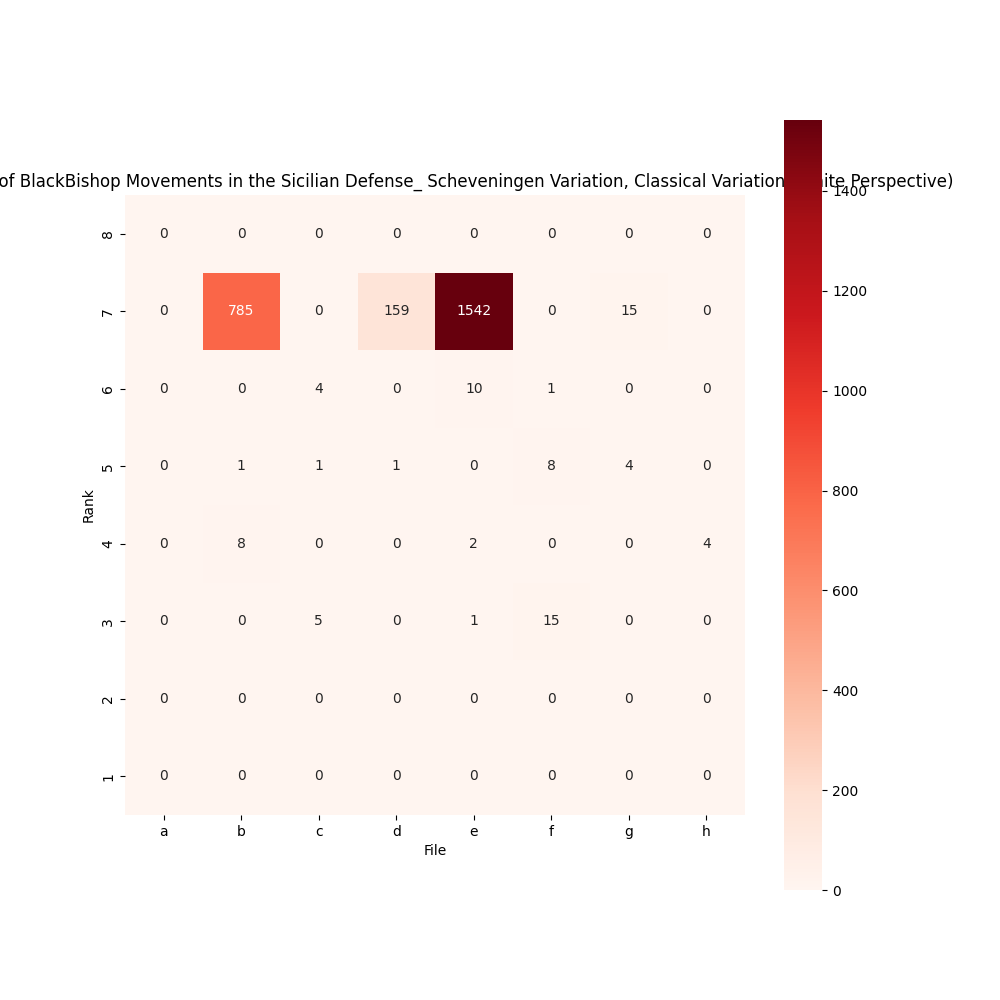 of BlackBishop Movements in the Sicilian Defense_ Scheveningen Variation, Classical Variation Perspective)
1400
8 0 0 0 0 0 0 0 0
1200
7 0 785 0 159 1542 0 15 0
6 0 0 4 0 10 1 0 0
1000
5 0 1 1 1 0 8 4 0
800
Rank
4 0 8 0 0 2 0 0 4
600
3 0 0 5 0 1 15 0 0
400
2 0 0 0 0 0 0 0 0
1 0 0 0 0 0 0 0 0
200
a b c d e f g h
File
0